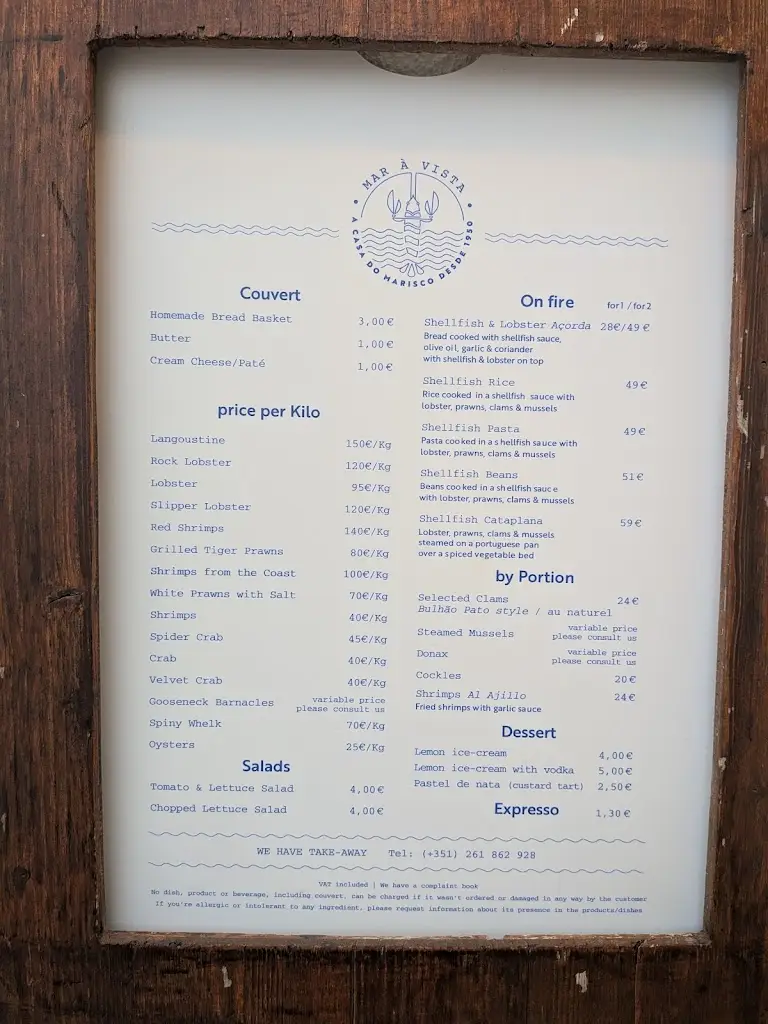 MAR À VISTA
A CASA DO MARISCO DESDE 1950
Couvert
Homemade Bread Basket 3,00€
Butter 1,00€
Cream Cheese/Paté 1,00€
price per Kilo
Langoustine 150€/Kg
Rock Lobster 120€/Kg
Lobster 95€/Kg
Slipper Lobster 120€/Kg
Red Shrimps 140€/Kg
Grilled Tiger Prawns 80€/Kg
Shrimps from the Coast 100€/Kg
White Prawns with Salt 70€/Kg
Shrimps 40€/Kg
Spider Crab 45€/Kg
Crab 40€/Kg
Velvet Crab 40€/Kg
Gooseneck Barnacles variable price
please consult us
Spiny Whelk 70€/Kg
Oysters 25€/Kg
Salads
Tomato & Lettuce Salad 4,00€
Chopped Lettuce Salad 4,00€
On fire for1 / for2
Shellfish & Lobster Açorda 28€/49€
Bread cooked with shellfish sauce,
olive oil, garlic & coriander
with shellfish & lobster on top
Shellfish Rice 49€
Rice cooked in a shellfish sauce with
lobster, prawns, clams & mussels
Shellfish Pasta 49€
Pasta cooked in a shellfish sauce with
lobster, prawns, clams & mussels
Shellfish Beans 51€
Beans cooked in a shellfish sauce
with lobster, prawns, clams & mussels
Shellfish Cataplana 59€
Lobster, prawns, clams & mussels
steamed on a portuguese pan
over a spiced vegetable bed
by Portion
Selected Clams 24€
Bulhão Pato style / au naturel
Steamed Mussels variable price
please consult us
Donax variable price
please consult us
Cockles 20€
Shrimps Al Ajillo 24€
Fried shrimps with garlic sauce
Dessert
Lemon ice-cream 4,00€
Lemon ice-cream with vodka 5,00€
Pastel de nata (custard tart) 2,50€
Expresso 1,30€
WE HAVE TAKE-AWAY Tel: (+351) 261 862 928
VAT included | We have a complaint book
No dish, product or beverage, including couvert, can be charged if it wasn't ordered or damaged in any way by the customer
If you're allergic or intolerant to any ingredient, please request information about its presence in the products/dishes